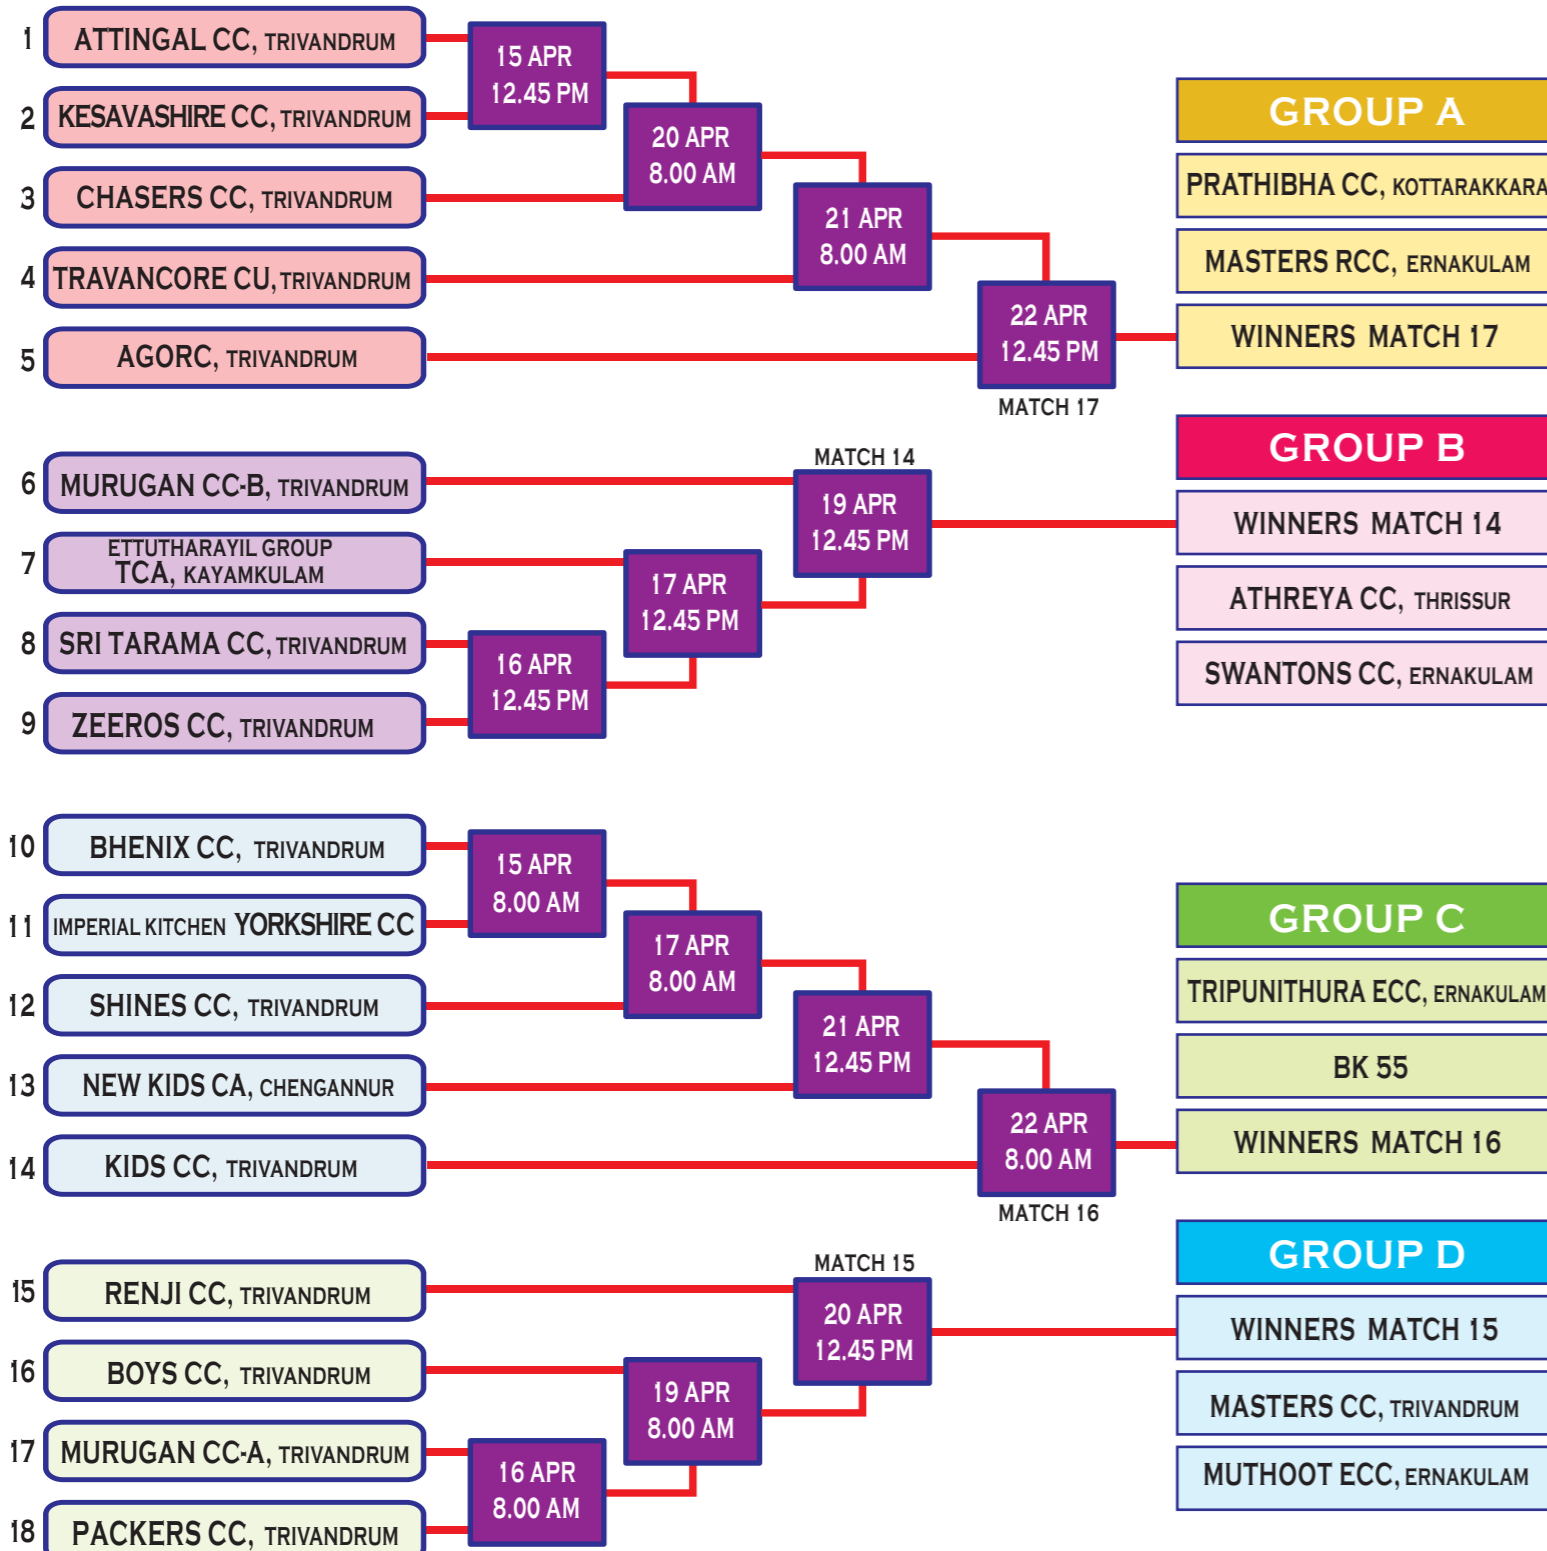 1 ATTINGAL CC, TRIVANDRUM
2 KESAVASHIRE CC, TRIVANDRUM
3 CHASERS CC, TRIVANDRUM
4 TRAVANCORE CU, TRIVANDRUM
5 AGORC, TRIVANDRUM
15 APR
12.45 PM
20 APR
8.00 AM
21 APR
8.00 AM
22 APR
12.45 PM
MATCH 17
GROUP A
PRATHIBHA CC, KOTTARAKKARA
MASTERS RCC, ERNAKULAM
WINNERS MATCH 17
6 MURUGAN CC-B, TRIVANDRUM
7 ETTUTHARAYIL GROUP
TCA, KAYAMKULAM
8 SRI TARAMA CC, TRIVANDRUM
9 ZEEROS CC, TRIVANDRUM
16 APR
12.45 PM
17 APR
12.45 PM
MATCH 14
19 APR
12.45 PM
GROUP B
WINNERS MATCH 14
ATHREYA CC, THRISSUR
SWANTONS CC, ERNAKULAM
10 BHENIX CC, TRIVANDRUM
11 IMPERIAL KITCHEN YORKSHIRE CC
12 SHINES CC, TRIVANDRUM
13 NEW KIDS CA, CHENGANNUR
14 KIDS CC, TRIVANDRUM
15 APR
8.00 AM
17 APR
8.00 AM
21 APR
12.45 PM
22 APR
8.00 AM
MATCH 16
GROUP C
TRIPUNITHURA ECC, ERNAKULAM
BK 55
WINNERS MATCH 16
15 RENJI CC, TRIVANDRUM
16 BOYS CC, TRIVANDRUM
17 MURUGAN CC-A, TRIVANDRUM
18 PACKERS CC, TRIVANDRUM
16 APR
8.00 AM
19 APR
8.00 AM
MATCH 15
20 APR
12.45 PM
GROUP D
WINNERS MATCH 15
MASTERS CC, TRIVANDRUM
MUTHOOT ECC, ERNAKULAM